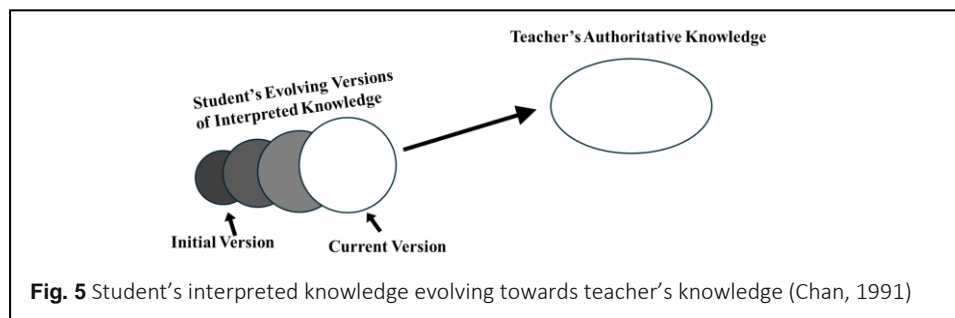 Teacher’s Authoritative Knowledge
Student’s Evolving Versions
of Interpreted Knowledge
Initial Version
Current Version
Fig. 5 Student’s interpreted knowledge evolving towards teacher’s knowledge (Chan, 1991)